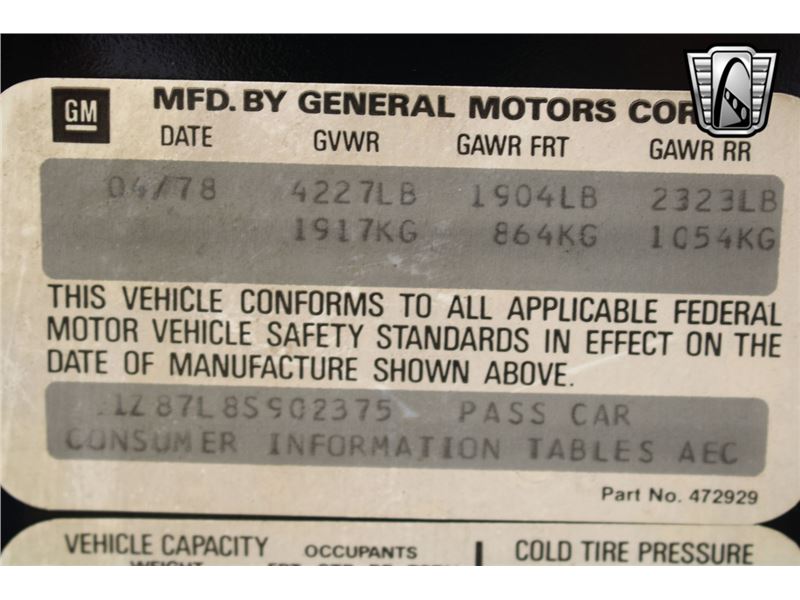 GM MFD. BY GENERAL MOTORS COR
DATE GVWR GAWR FRT GAWR RR
04/78 4227LB 1904LB 2323LB
1917KG 864KG 1054KG
THIS VEHICLE CONFORMS TO ALL APPLICABLE FEDERAL
MOTOR VEHICLE SAFETY STANDARDS IN EFFECT ON THE
DATE OF MANUFACTURE SHOWN ABOVE.
1Z87L8S902375 PASS CAR
CONSUMER INFORMATION TABLES AEC
Part No. 472929
VEHICLE CAPACITY OCCUPANTS COLD TIRE PRESSURE